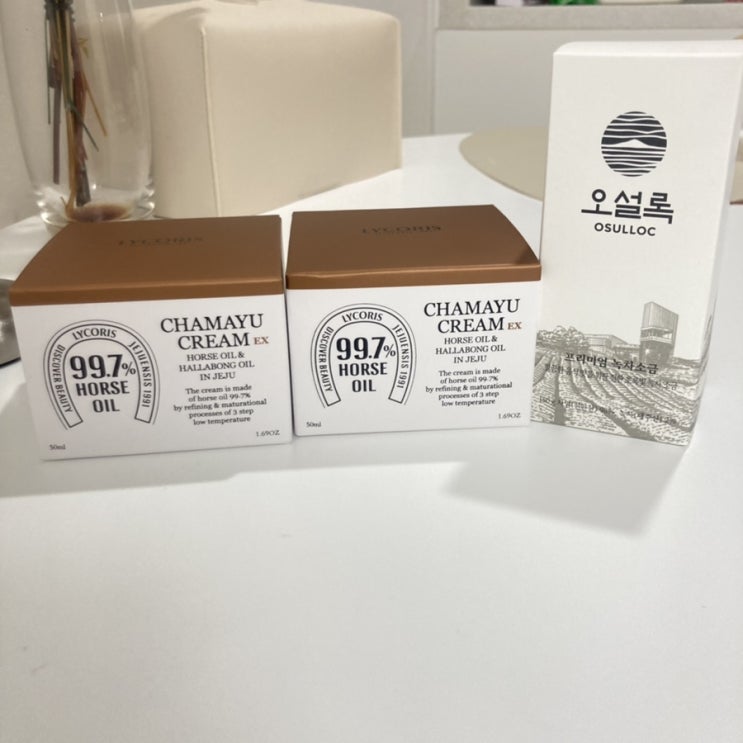 LYCORIS
LYCORIS
DISCOVER BEAUTY
JEJUENSIS 1991
99.7%
HORSE
OIL
50ml
CHAMAYU
CREAM EX
HORSE OIL &
HALLABONG OIL
IN JEJU
The cream is made
of horse oil 99.7%
by refining & maturational
processes of 3 step
low temperature
1.69OZ
LYCORIS
LYCORIS
DISCOVER BEAUTY
JEJUENSIS 1991
99.7%
HORSE
OIL
50ml
CHAMAYU
CREAM EX
HORSE OIL &
HALLABONG OIL
IN JEJU
The cream is made
of horse oil 99.7%
by refining & maturational
processes of 3 step
low temperature
1.69OZ
오설록
OSULLOC
프리미엄 녹차소금